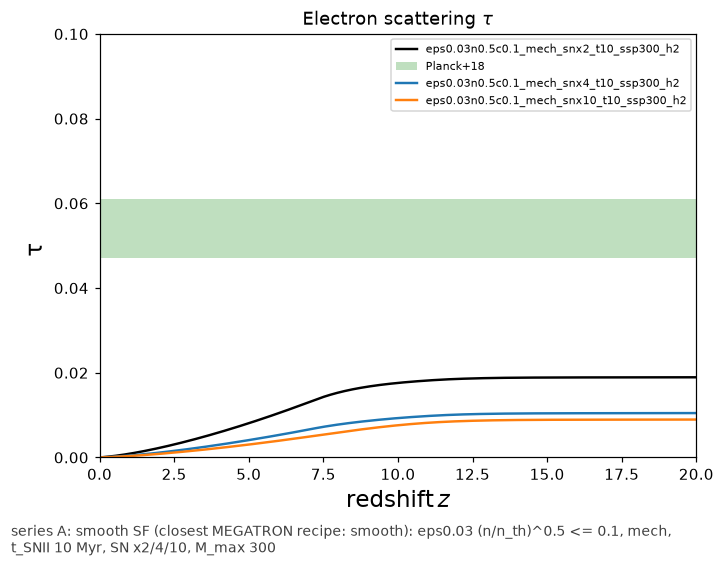 Electron scattering τ
0.10
0.08
0.06
0.04
0.02
0.00
τ
eps0.03n0.5c0.1_mech_snx2_t10_ssp300_h2
Planck+18
eps0.03n0.5c0.1_mech_snx4_t10_ssp300_h2
eps0.03n0.5c0.1_mech_snx10_t10_ssp300_h2
0.0 2.5 5.0 7.5 10.0 12.5 15.0 17.5 20.0
redshift z
series A: smooth SF (closest MEGATRON recipe: smooth): eps0.03 (n/n_th)^0.5 <= 0.1, mech,
t_SNII 10 Myr, SN x2/4/10, M_max 300